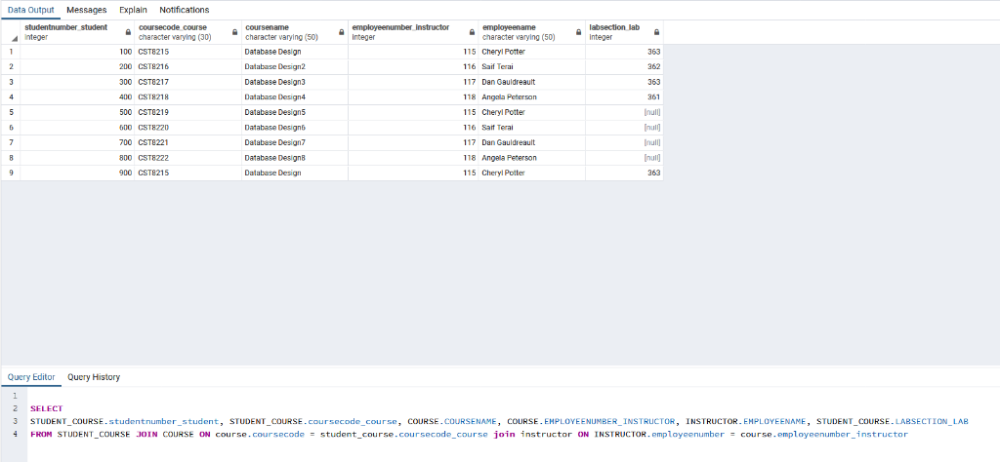 Data Output Messages Explain Notifications
studentnumber_student coursecode_course coursename employeenumber_instructor employeename labsection_lab
integer character varying (30) character varying (50) integer character varying (50) integer
1 100 CST8215 Database Design 115 Cheryl Potter 363
2 200 CST8216 Database Design2 116 Saif Terai 362
3 300 CST8217 Database Design3 117 Dan Gauldreault 363
4 400 CST8218 Database Design4 118 Angela Peterson 361
5 500 CST8219 Database Design5 115 Cheryl Potter [null]
6 600 CST8220 Database Design6 116 Saif Terai [null]
7 700 CST8221 Database Design7 117 Dan Gauldreault [null]
8 800 CST8222 Database Design8 118 Angela Peterson [null]
9 900 CST8215 Database Design 115 Cheryl Potter 363
Query Editor Query History
1
2 SELECT
3 STUDENT_COURSE.studentnumber_student, STUDENT_COURSE.coursecode_course, COURSE.COURSENAME, COURSE.EMPLOYEENUMBER_INSTRUCTOR, INSTRUCTOR.EMPLOYEENAME, STUDENT_COURSE.LABSECTION_LAB
4 FROM STUDENT_COURSE JOIN COURSE ON course.coursecode = student_course.coursecode_course join instructor ON INSTRUCTOR.employeenumber = course.employeenumber_instructor